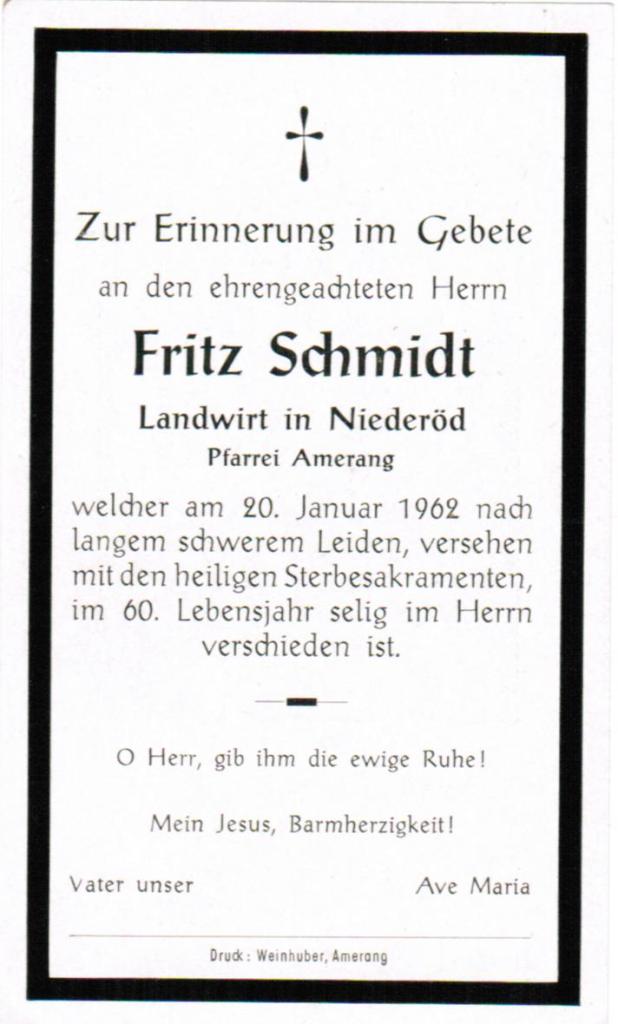 Zur Erinnerung im Gebete
an den ehrengeachteten Herrn
Fritz Schmidt
Landwirt in Niederöd
Pfarrei Amerang
welcher am 20. Januar 1962 nach
langem schwerem Leiden, versehen
mit den heiligen Sterbesakramenten,
im 60. Lebensjahr selig im Herrn
verschieden ist.
O Herr, gib ihm die ewige Ruhe!
Mein Jesus, Barmherzigkeit!
Vater unser Ave Maria
Druck: Weinhuber, Amerang